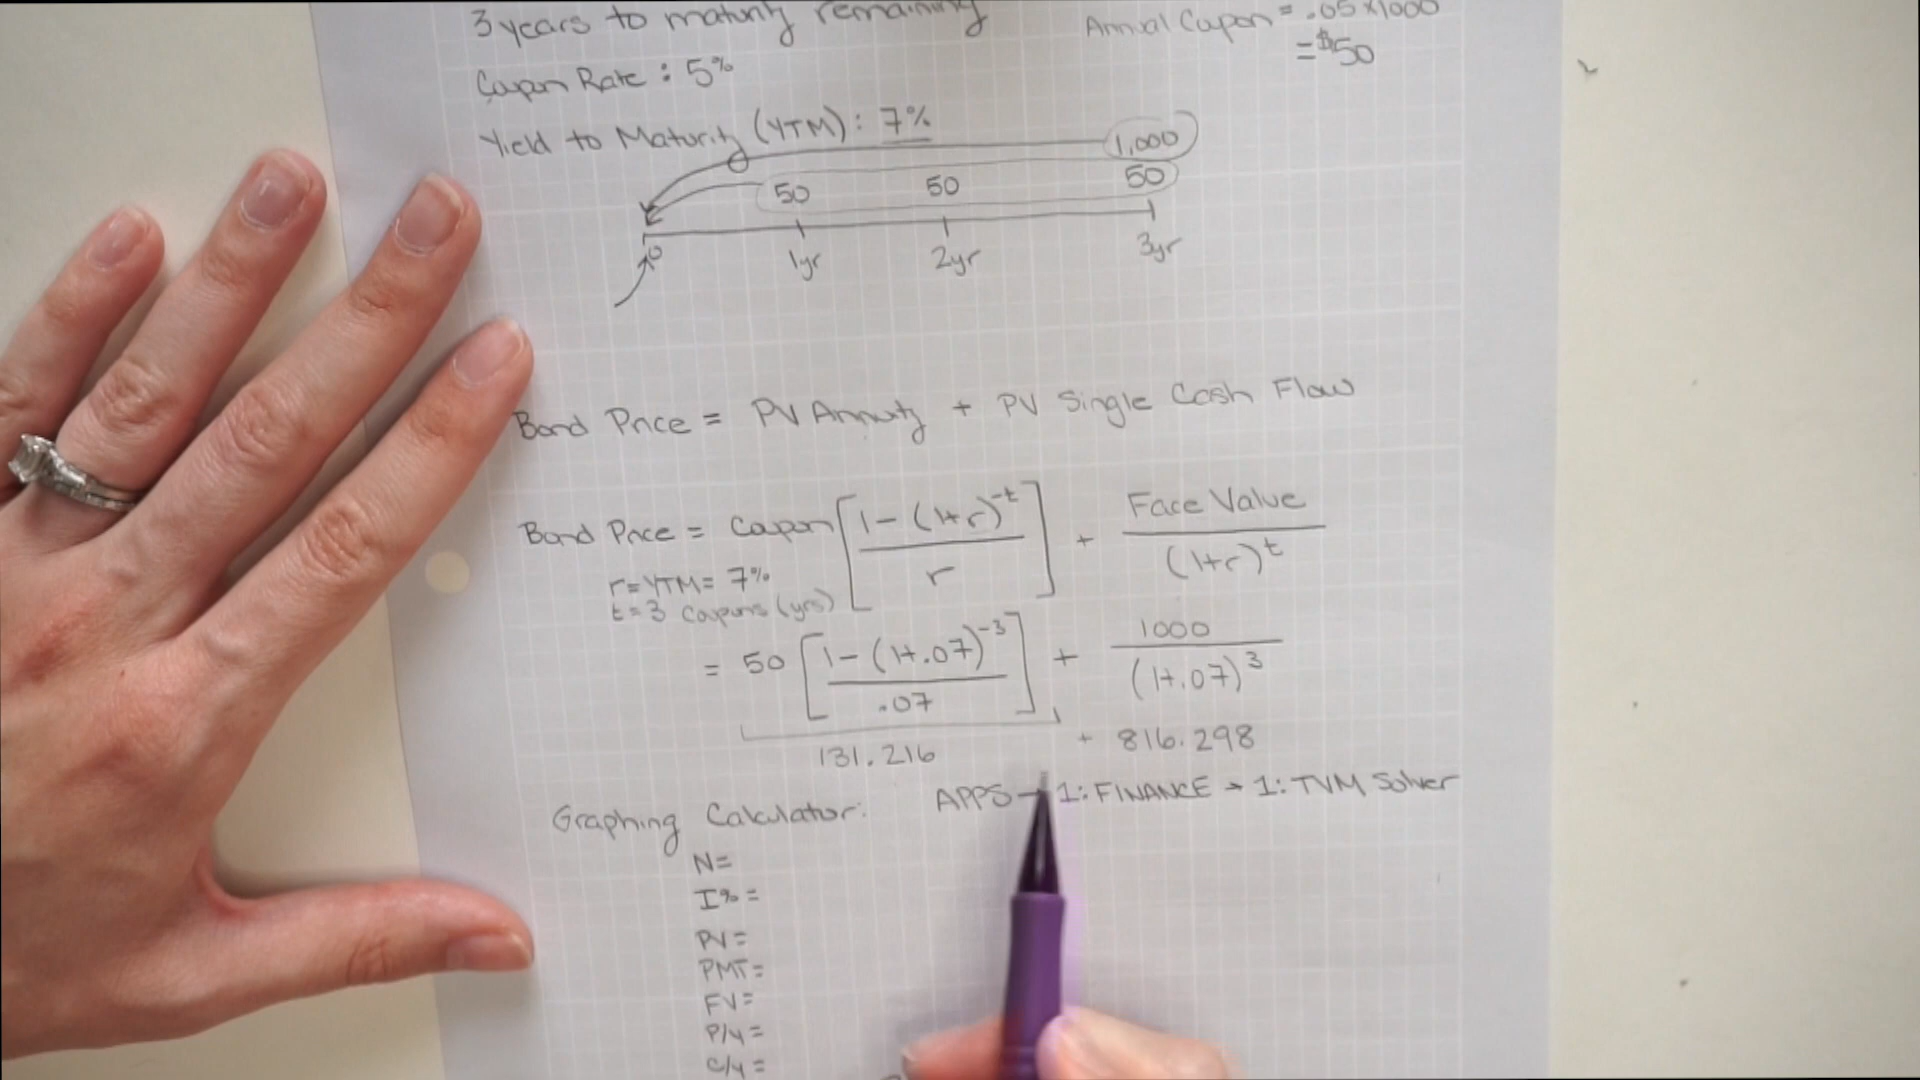 3 years to maturity remaining
Annual Coupon = .05 x 1000
= $50
Coupon Rate : 5%
Yield to Maturity (YTM) : 7%
1,000
50 50 50
0 1yr 2yr 3yr
Bond Price = PV Annuity + PV Single Cash Flow
Bond Price = Coupon [1 - (1+r)^-t / r] + Face Value / (1+r)^t
r = YTM = 7%
t = 3 coupons (yrs)
= 50 [1 - (1+.07)^-3 / .07] + 1000 / (1+.07)^3
131.216 + 816.298
Graphing Calculator: APPS → 1: FINANCE → 1: TVM Solver
N=
I% =
PV =
PMT=
FV=
P/y =
C/y =